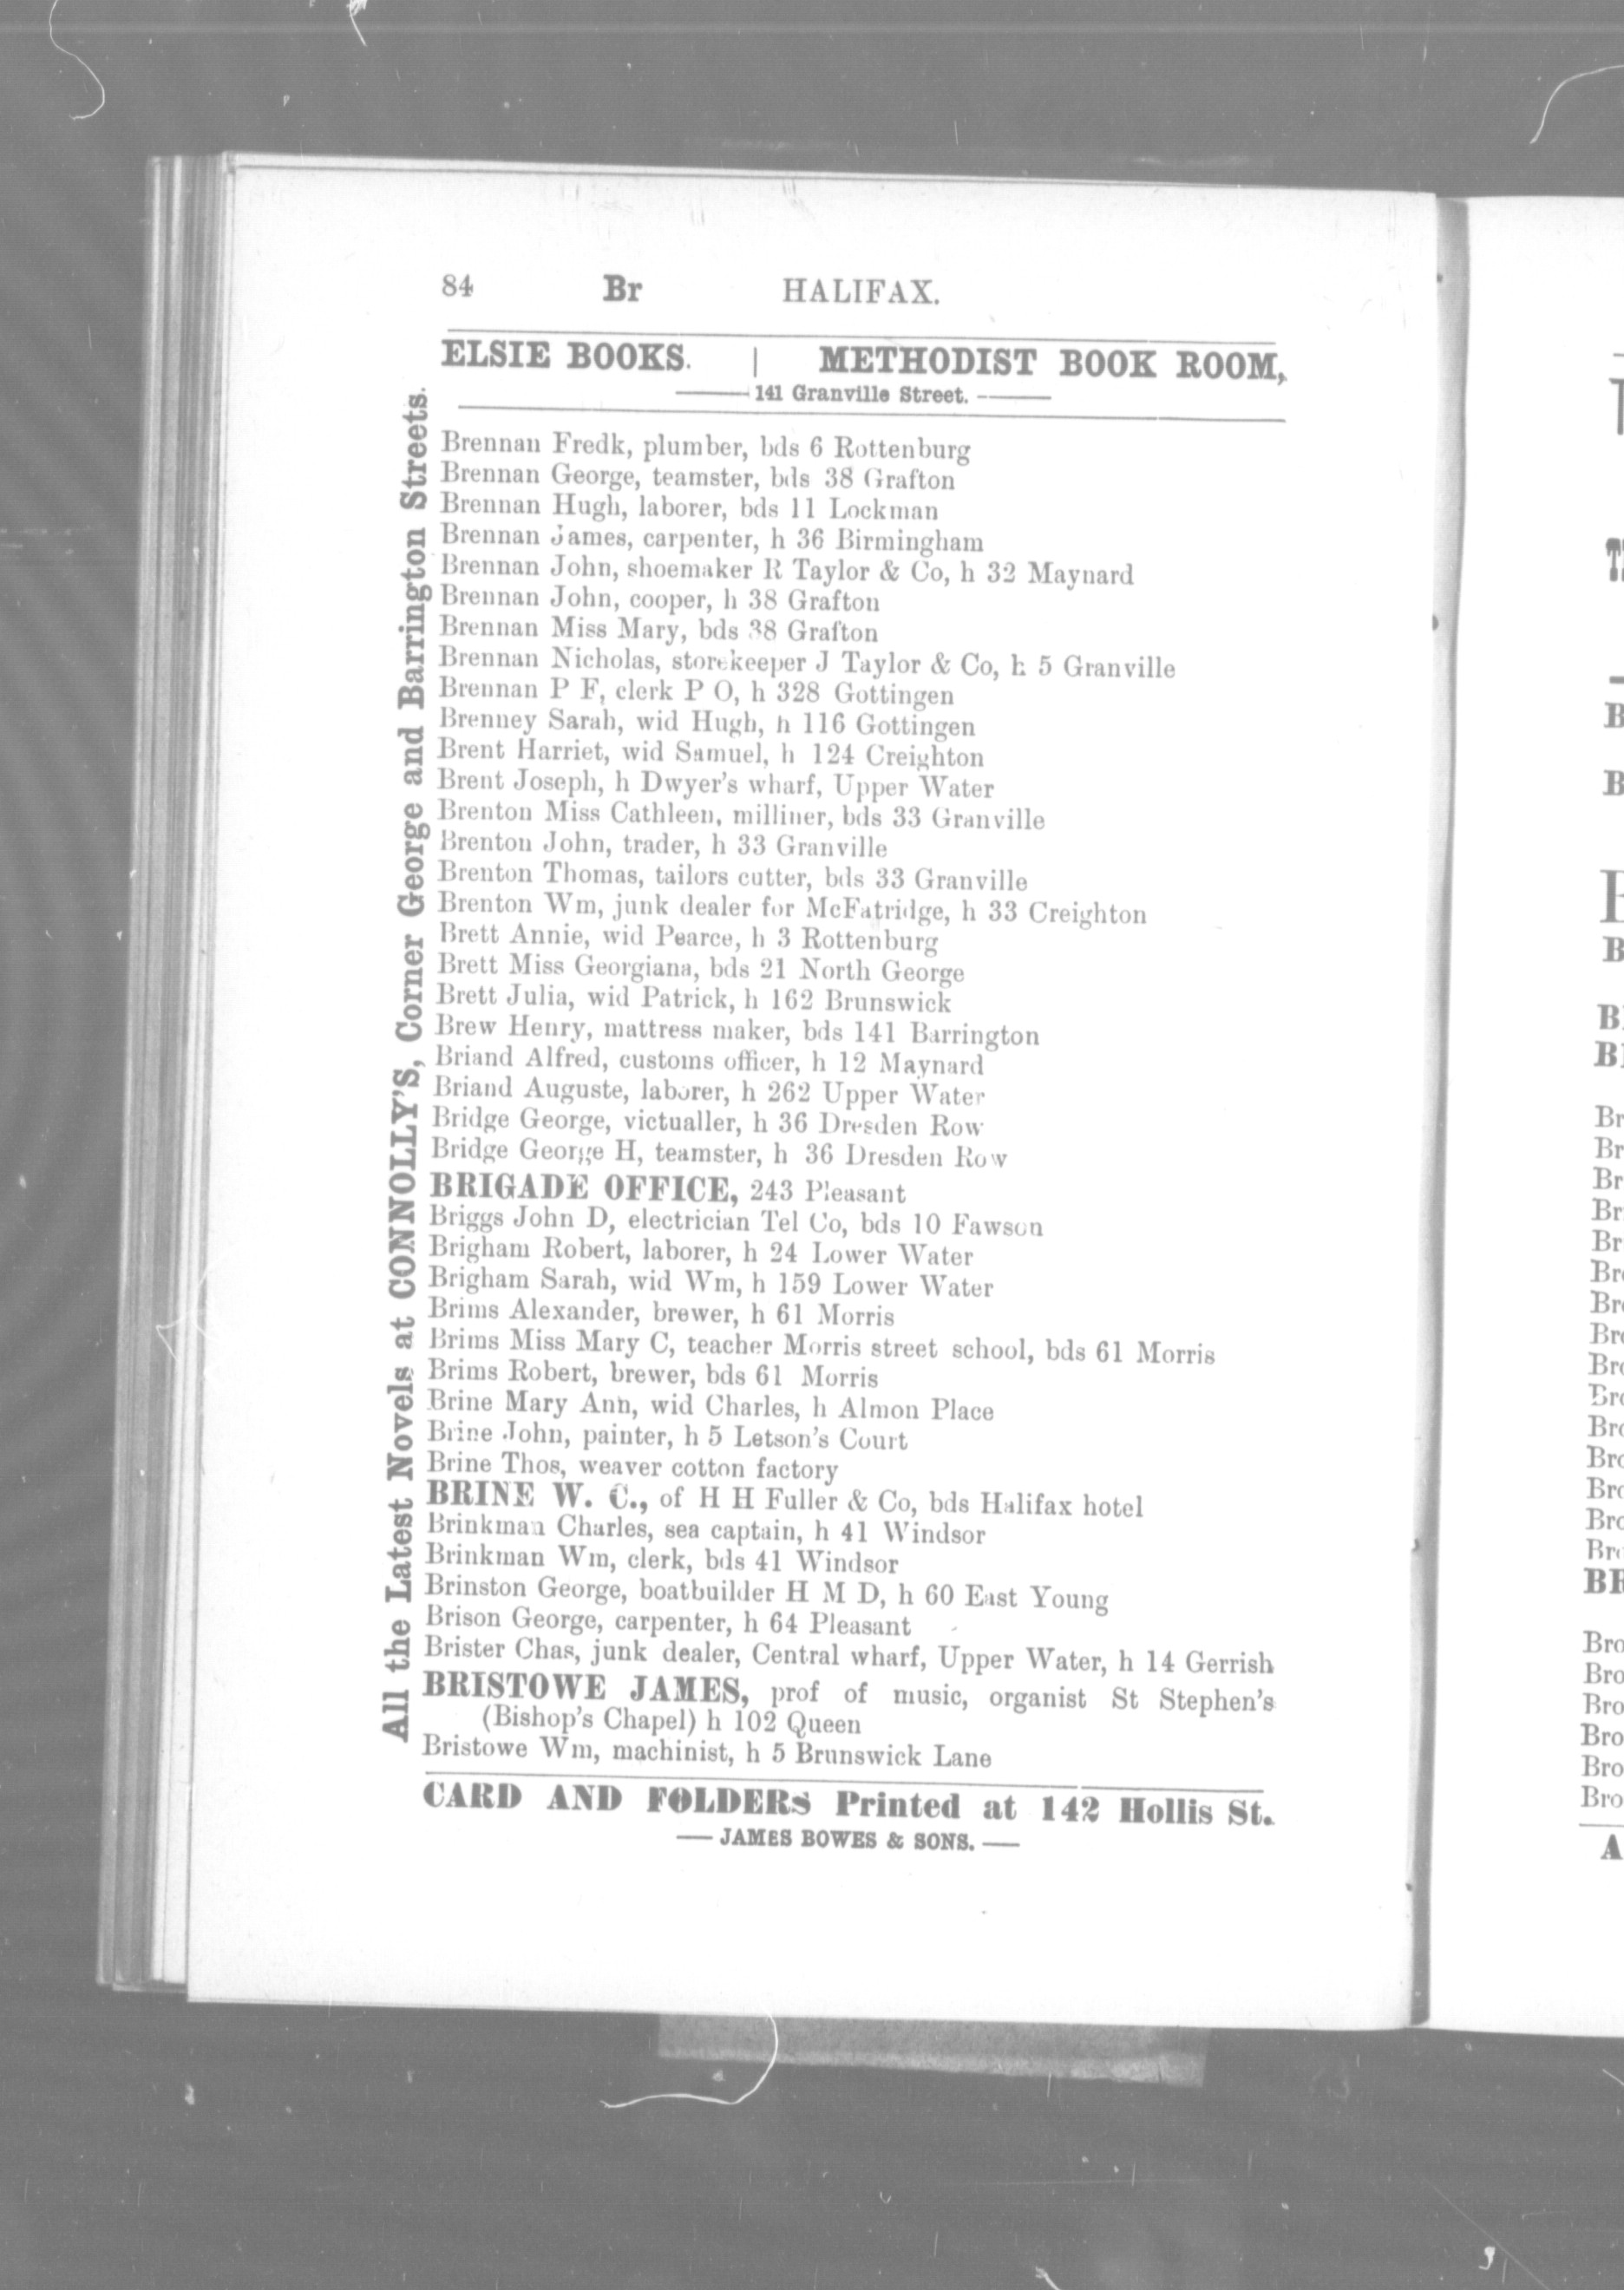 84 Br HALIFAX.
ELSIE BOOKS. | METHODIST BOOK ROOM,
141 Granville Street.
All the Latest Novels at CONNOLLY'S, Corner George and Barrington Streets.
Brennan Fredk, plumber, bds 6 Rottenburg
Brennan George, teamster, bds 38 Grafton
Brennan Hugh, laborer, bds 11 Lockman
Brennan James, carpenter, h 36 Birmingham
Brennan John, shoemaker R Taylor & Co, h 32 Maynard
Brennan John, cooper, h 38 Grafton
Brennan Miss Mary, bds 38 Grafton
Brennan Nicholas, storekeeper J Taylor & Co, h 5 Granville
Brennan P F, clerk P O, h 328 Gottingen
Brenney Sarah, wid Hugh, h 116 Gottingen
Brent Harriet, wid Samuel, h 124 Creighton
Brent Joseph, h Dwyer's wharf, Upper Water
Brenton Miss Cathleen, milliner, bds 33 Granville
Brenton John, trader, h 33 Granville
Brenton Thomas, tailors cutter, bds 33 Granville
Brenton Wm, junk dealer for McFatridge, h 33 Creighton
Brett Annie, wid Pearce, h 3 Rottenburg
Brett Miss Georgiana, bds 21 North George
Brett Julia, wid Patrick, h 162 Brunswick
Brew Henry, mattress maker, bds 141 Barrington
Briand Alfred, customs officer, h 12 Maynard
Briand Auguste, laborer, h 262 Upper Water
Bridge George, victualler, h 36 Dresden Row
Bridge George H, teamster, h 36 Dresden Row
BRIGADE OFFICE, 243 Pleasant
Briggs John D, electrician Tel Co, bds 10 Fawson
Brigham Robert, laborer, h 24 Lower Water
Brigham Sarah, wid Wm, h 159 Lower Water
Brims Alexander, brewer, h 61 Morris
Brims Miss Mary C, teacher Morris street school, bds 61 Morris
Brims Robert, brewer, bds 61 Morris
Brine Mary Ann, wid Charles, h Almon Place
Brine John, painter, h 5 Letson's Court
Brine Thos, weaver cotton factory
BRINE W. C., of H H Fuller & Co, bds Halifax hotel
Brinkman Charles, sea captain, h 41 Windsor
Brinkman Wm, clerk, bds 41 Windsor
Brinston George, boatbuilder H M D, h 60 East Young
Brison George, carpenter, h 64 Pleasant
Brister Chas, junk dealer, Central wharf, Upper Water, h 14 Gerrish
BRISTOWE JAMES, prof of music, organist St Stephen's
(Bishop's Chapel) h 102 Queen
Bristowe Wm, machinist, h 5 Brunswick Lane
CARD AND FOLDERS Printed at 142 Hollis St.
— JAMES BOWES & SONS. —